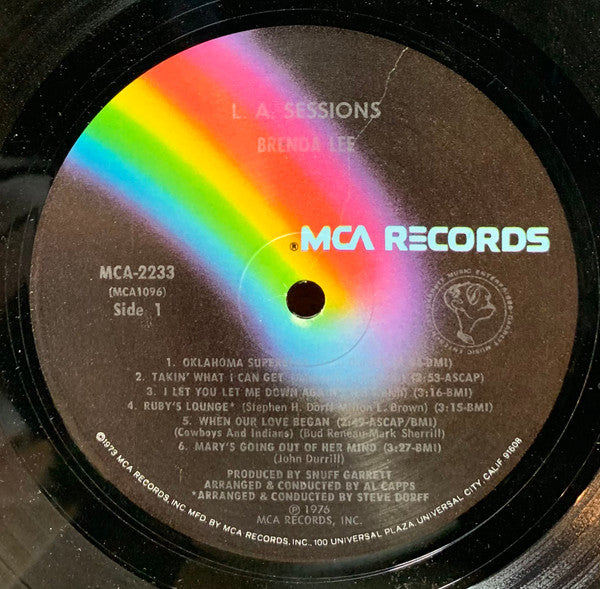 L. A. SESSIONS
BRENDA LEE
®MCA RECORDS
MCA-2233
(MCA1096)
Side 1
1. OKLAHOMA
2. TAKIN' WHAT I CAN GET (2:53-ASCAP)
3. I LET YOU LET ME DOWN AGAIN (3:16-BMI)
4. RUBY'S LOUNGE* (Stephen H. Dorff-Milton L. Brown) (3:15-BMI)
5. WHEN OUR LOVE BEGAN (2:49-ASCAP/BMI)
(Cowboys And Indians) (Bud Reneau-Mark Sherrill)
6. MARY'S GOING OUT OF HER MIND (3:27-BMI)
(John Durrill)
PRODUCED BY SNUFF GARRETT
ARRANGED & CONDUCTED BY AL CAPPS
*ARRANGED & CONDUCTED BY STEVE DORFF
℗ 1976
MCA RECORDS, INC.
©1973 MCA RECORDS, INC. MFD. BY MCA RECORDS, INC., 100 UNIVERSAL PLAZA, UNIVERSAL CITY, CALIF. 91608